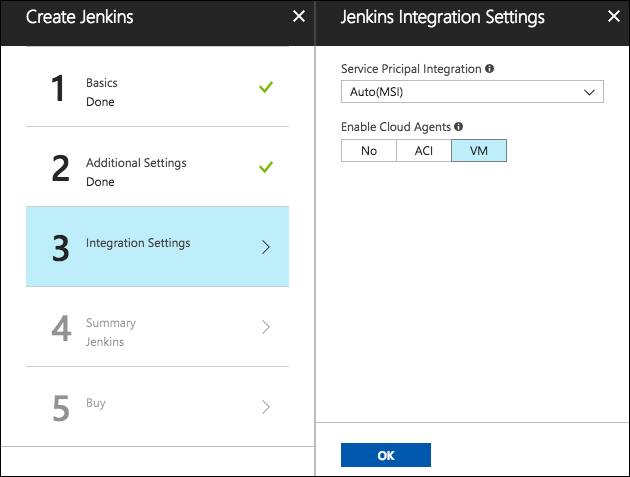 Create Jenkins
1
Basics
Done
2
Additional Settings
Done
3
Integration Settings
4
Summary
Jenkins
5
Buy
Jenkins Integration Settings
Service Pricipal Integration
Auto(MSI)
Enable Cloud Agents
No ACI VM
OK